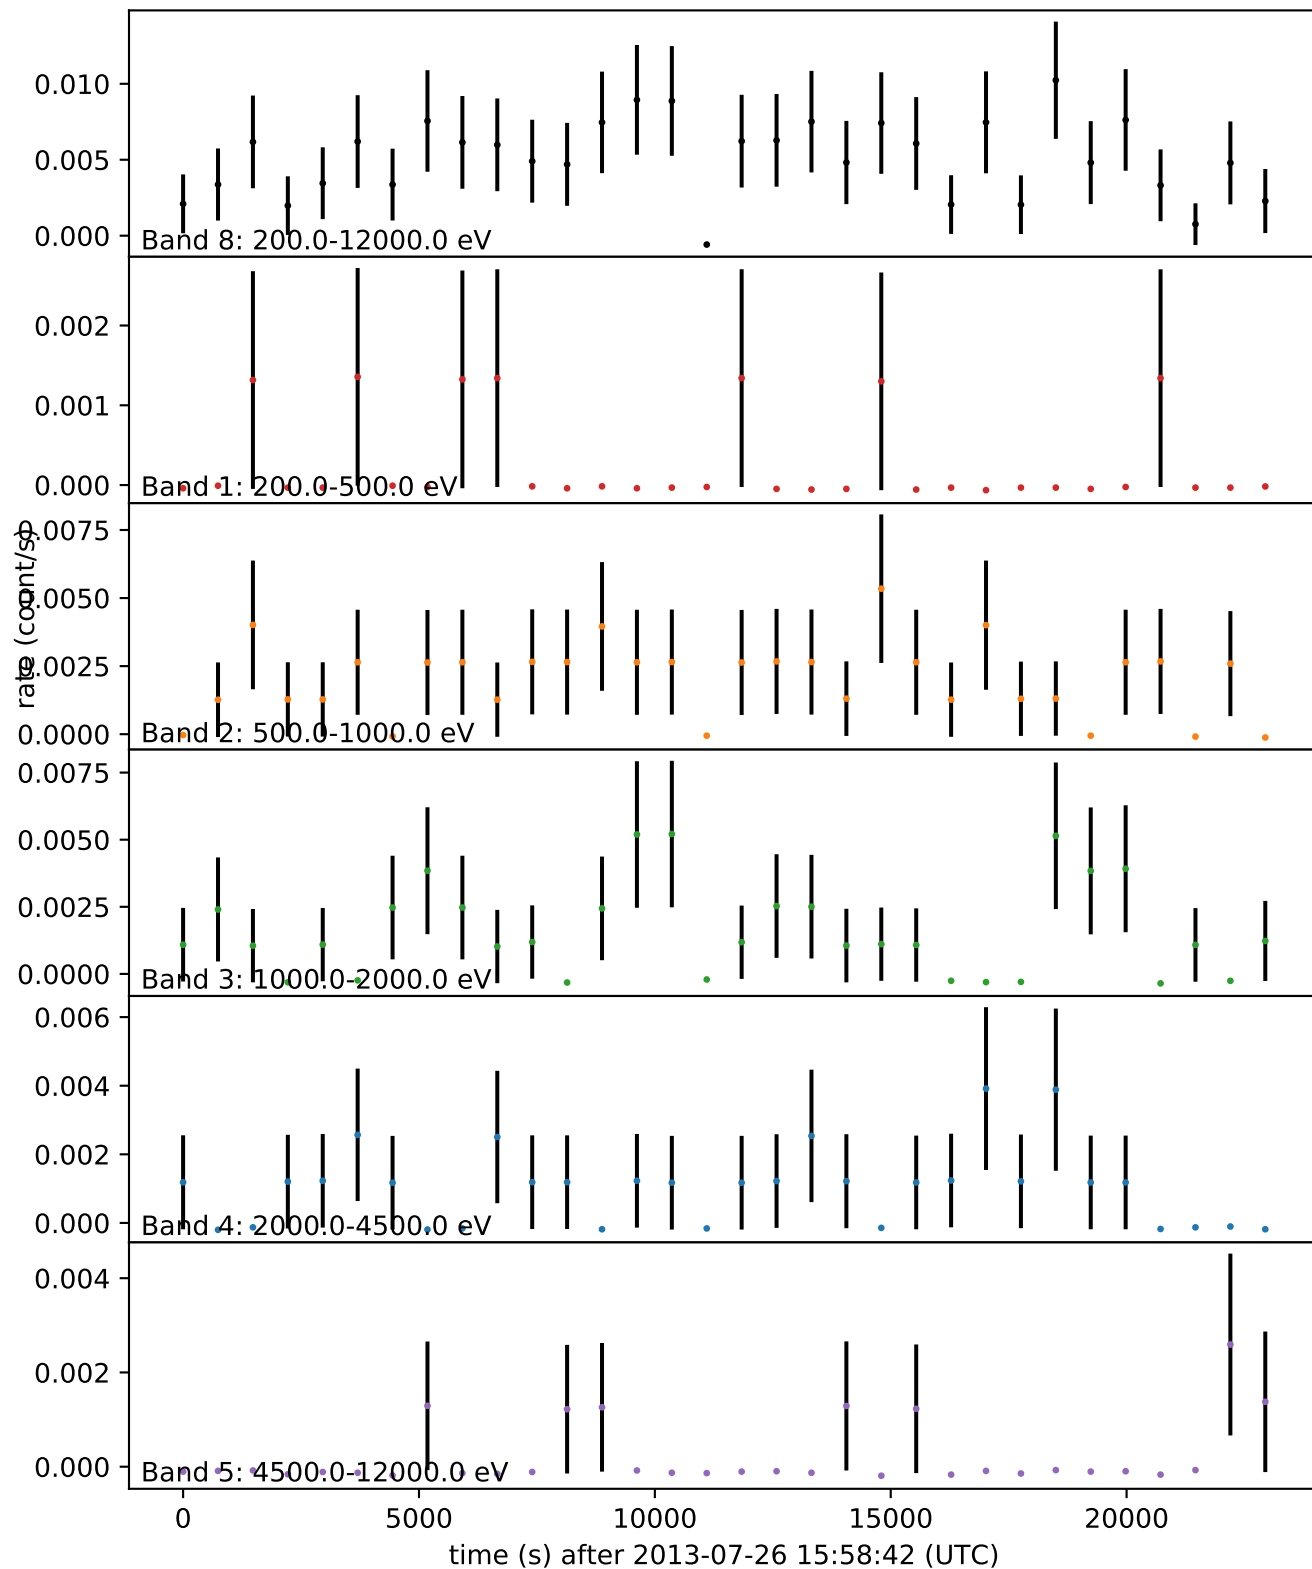 0.010
0.005
0.000
Band 8: 200.0-12000.0 eV
0.002
0.001
0.000
Band 1: 200.0-500.0 eV
rate (count/s)
0.0075
0.0050
0.0025
0.0000
Band 2: 500.0-1000.0 eV
0.0075
0.0050
0.0025
0.0000
Band 3: 1000.0-2000.0 eV
0.006
0.004
0.002
0.000
Band 4: 2000.0-4500.0 eV
0.004
0.002
0.000
Band 5: 4500.0-12000.0 eV
0 5000 10000 15000 20000
time (s) after 2013-07-26 15:58:42 (UTC)